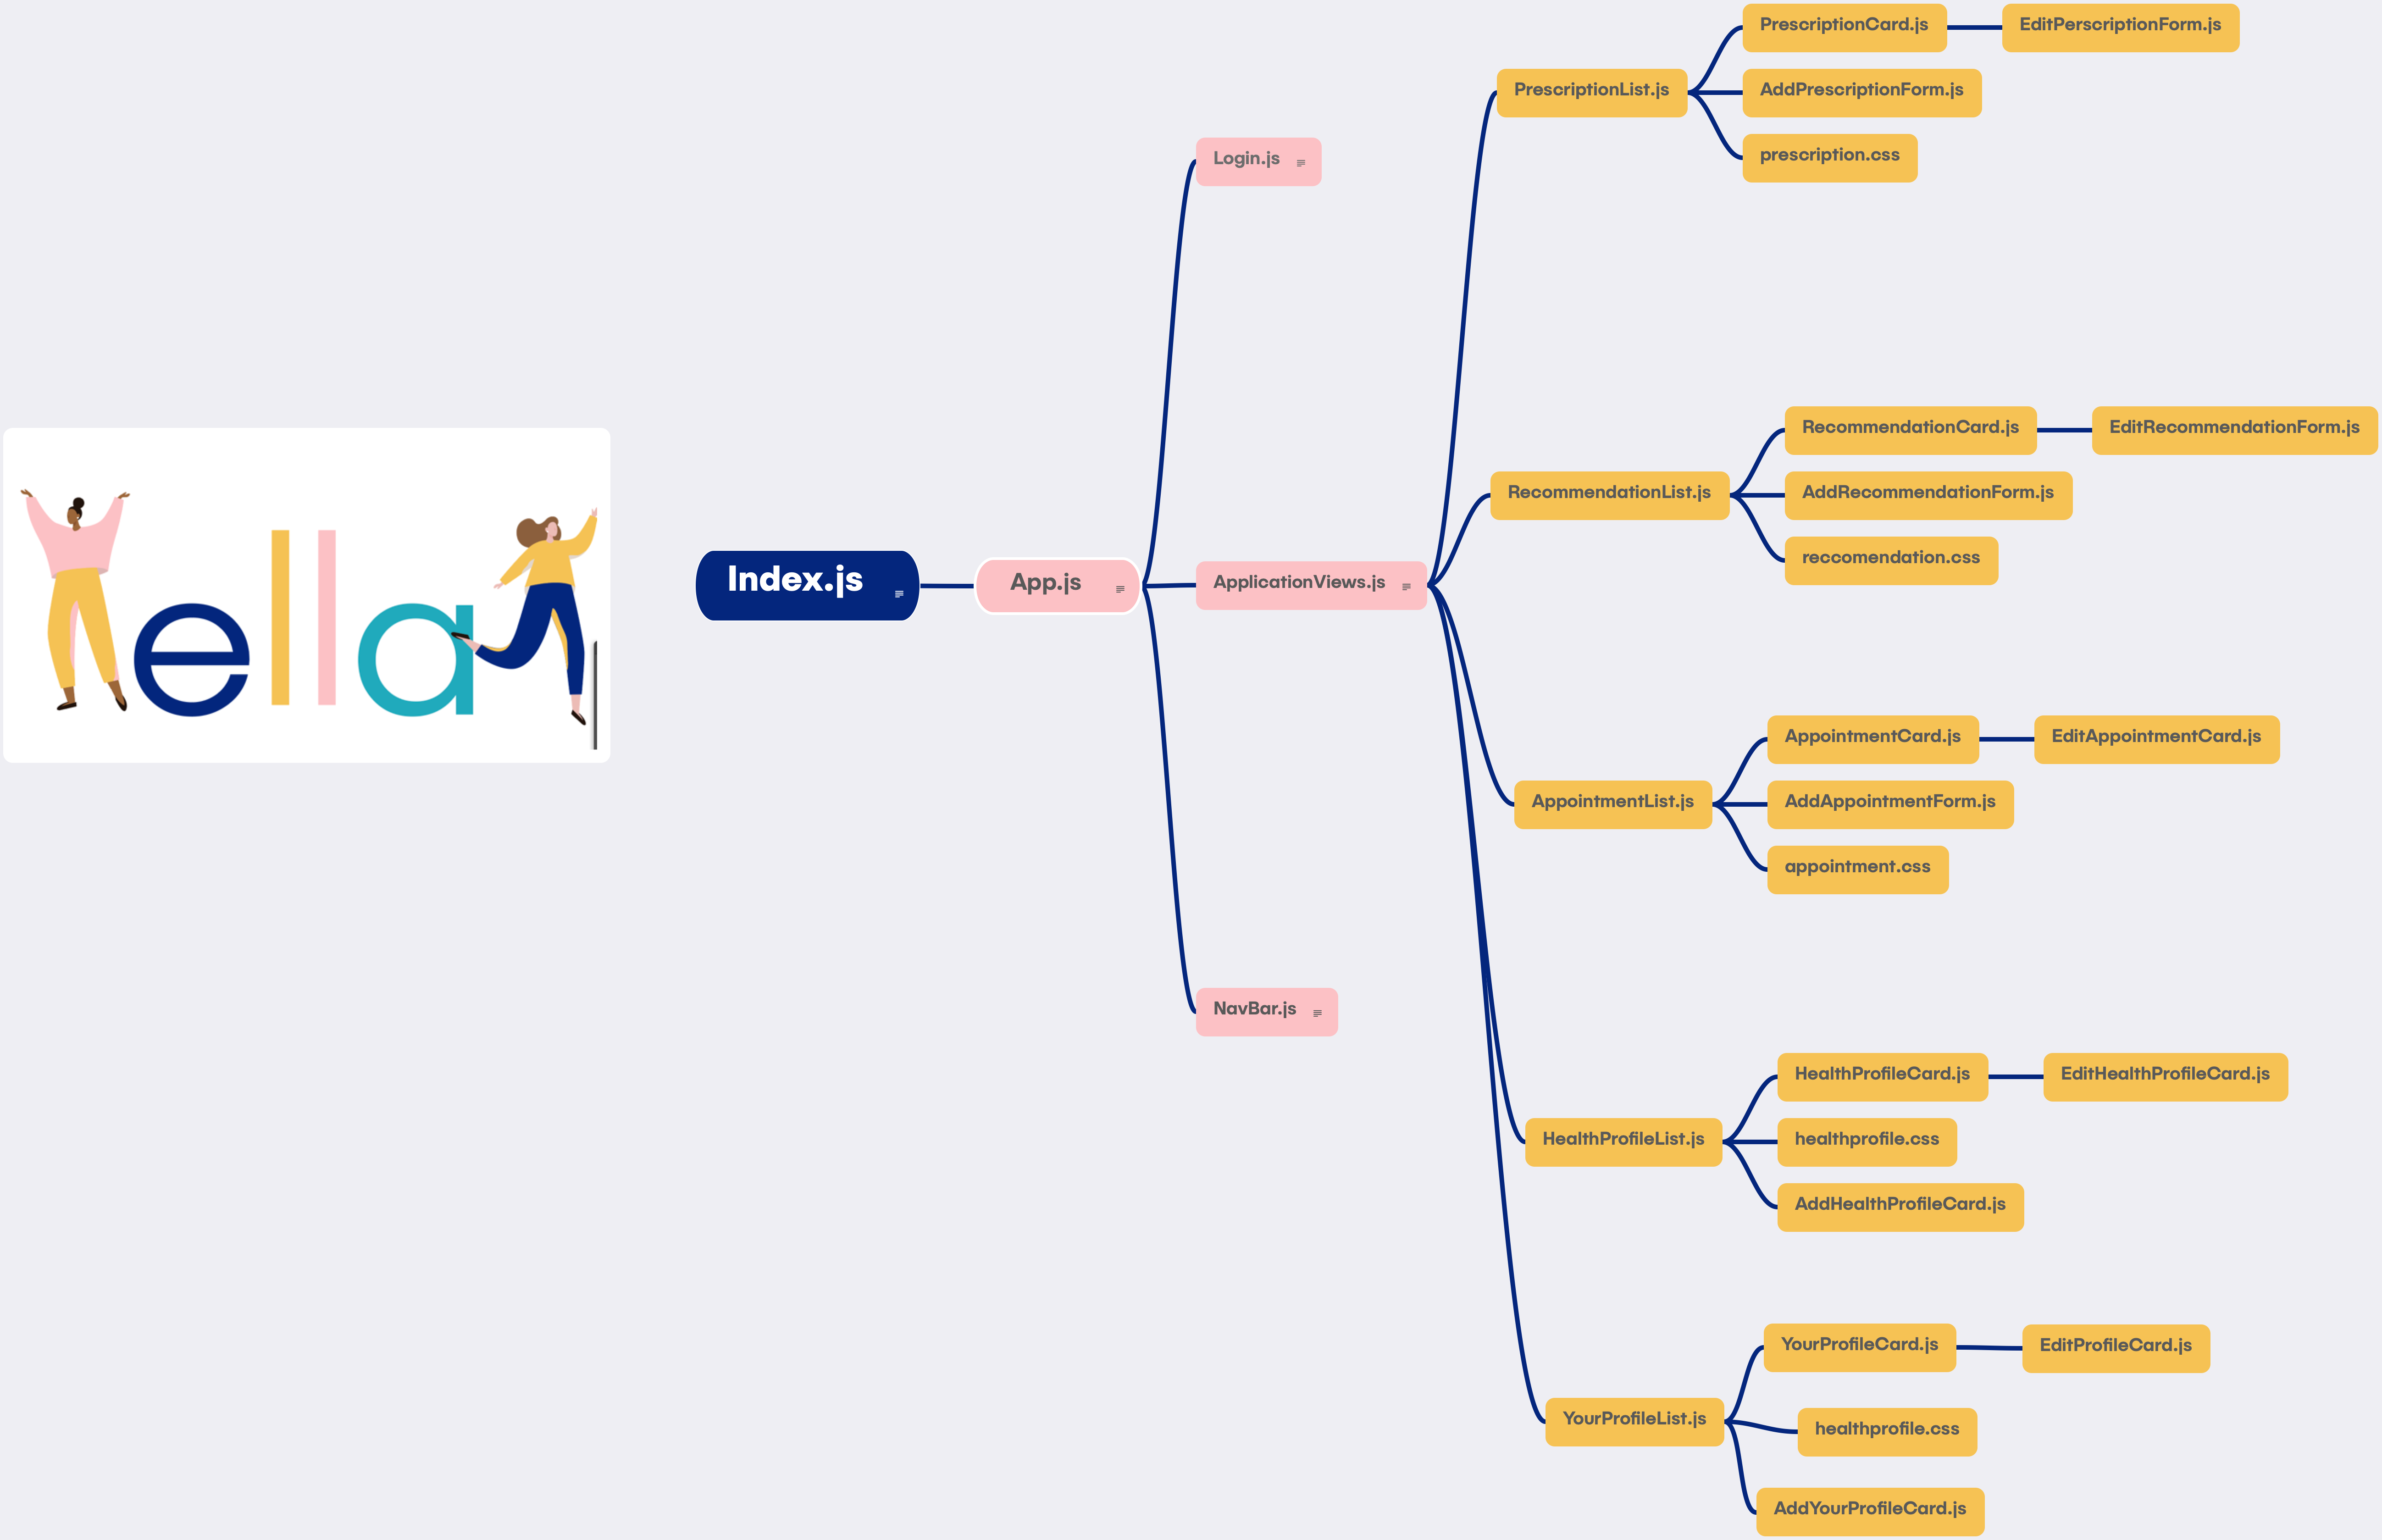 ella
Index.js
App.js
Login.js
ApplicationViews.js
NavBar.js
PrescriptionList.js
PrescriptionCard.js
EditPerscriptionForm.js
AddPrescriptionForm.js
prescription.css
RecommendationList.js
RecommendationCard.js
EditRecommendationForm.js
AddRecommendationForm.js
reccomendation.css
AppointmentList.js
AppointmentCard.js
EditAppointmentCard.js
AddAppointmentForm.js
appointment.css
HealthProfileList.js
HealthProfileCard.js
EditHealthProfileCard.js
healthprofile.css
AddHealthProfileCard.js
YourProfileList.js
YourProfileCard.js
EditProfileCard.js
healthprofile.css
AddYourProfileCard.js